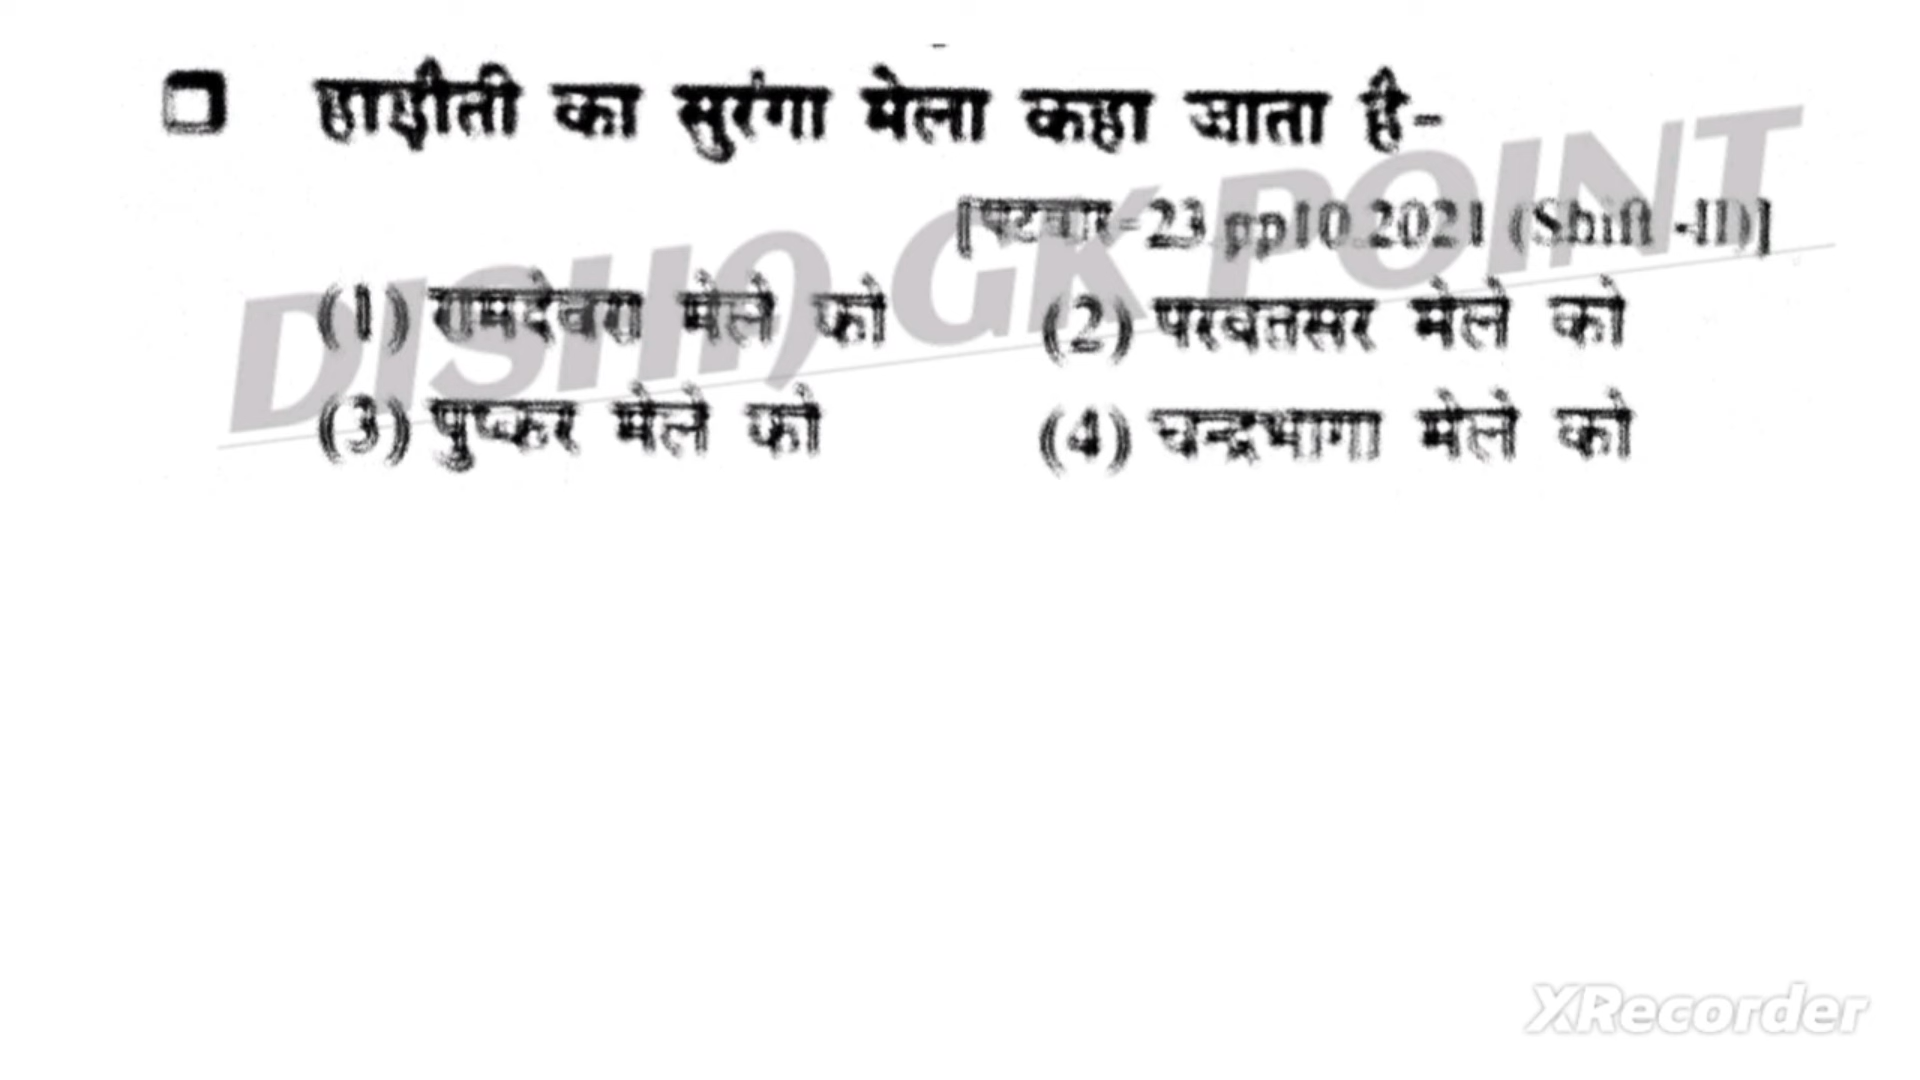 हाड़ौती का सुरंगा मेला कहा जाता है-
[पटवार-23 pp10.2021 (Shift -II)]
(1) रामदेवरा मेले को (2) परबतसर मेले को
(3) पुष्कर मेले को (4) चन्द्रभागा मेले को
DISHA GK POINT
XRecorder